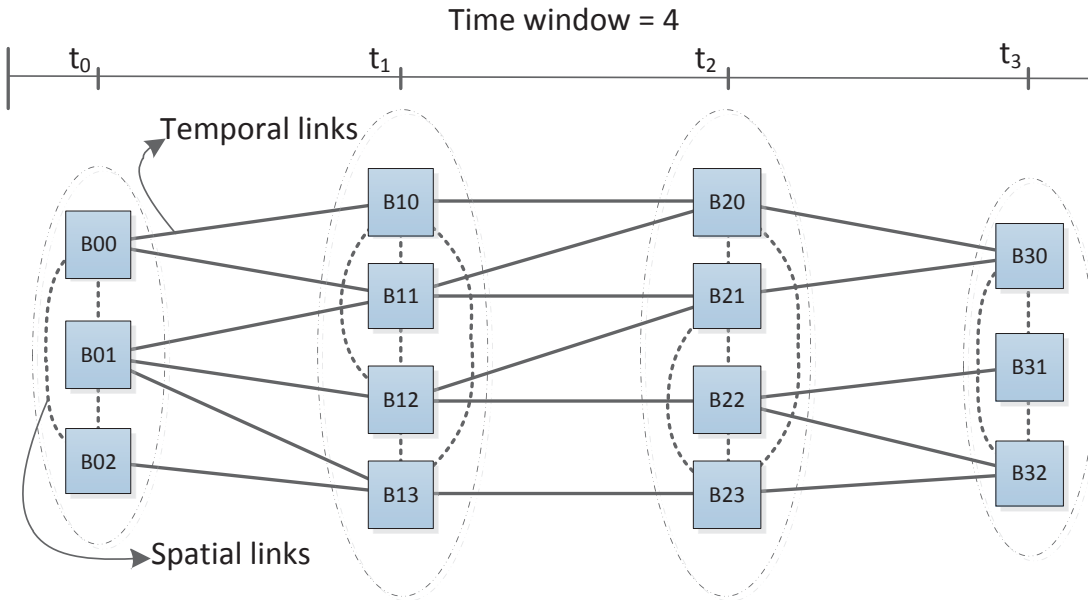 Time window = 4
t₀ t₁ t₂ t₃
Temporal links
B00
B01
B02
B10
B11
B12
B13
B20
B21
B22
B23
B30
B31
B32
Spatial links